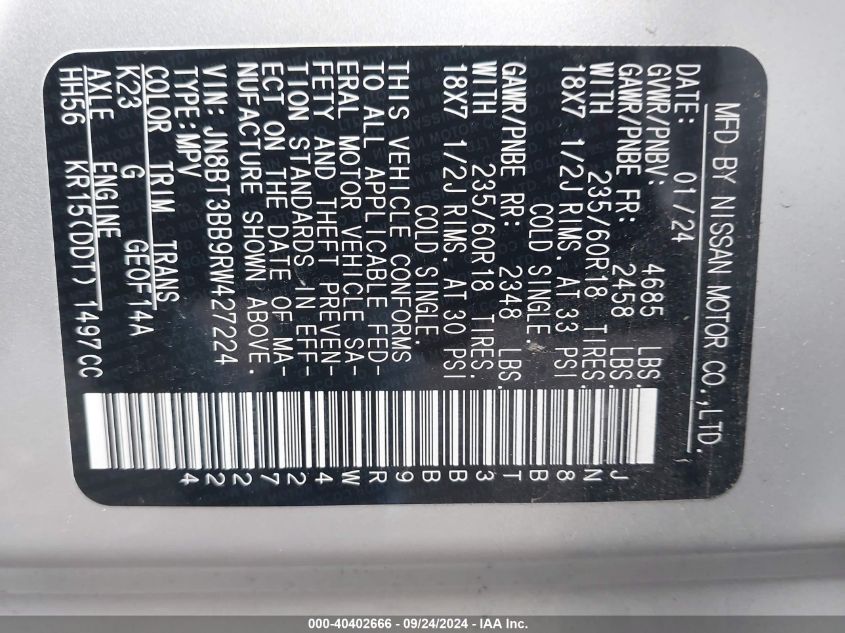 MFD BY NISSAN MOTOR CO.,LTD.
DATE: 01/24
GVWR/PNBV: 4685 LBS.
GAWR/PNBE FR: 2458 LBS.
WITH 235/60R18 TIRES.
18X7 1/2J RIMS. AT 33 PSI
COLD SINGLE.
GAWR/PNBE RR: 2348 LBS.
WITH 235/60R18 TIRES.
18X7 1/2J RIMS. AT 30 PSI
COLD SINGLE.
THIS VEHICLE CONFORMS
TO ALL APPLICABLE FED-
ERAL MOTOR VEHICLE SA-
FETY AND THEFT PREVEN-
TION STANDARDS IN EFF-
ECT ON THE DATE OF MA-
NUFACTURE SHOWN ABOVE.
VIN: JN8BT3BB9RW427224
TYPE:MPV
COLOR TRIM TRANS
K23 G GE0F14A
AXLE ENGINE
HH56 KR15(DDT) 1497CC
JN8BT3BB9RW427224
000-40402666 - 09/24/2024 - IAA Inc.